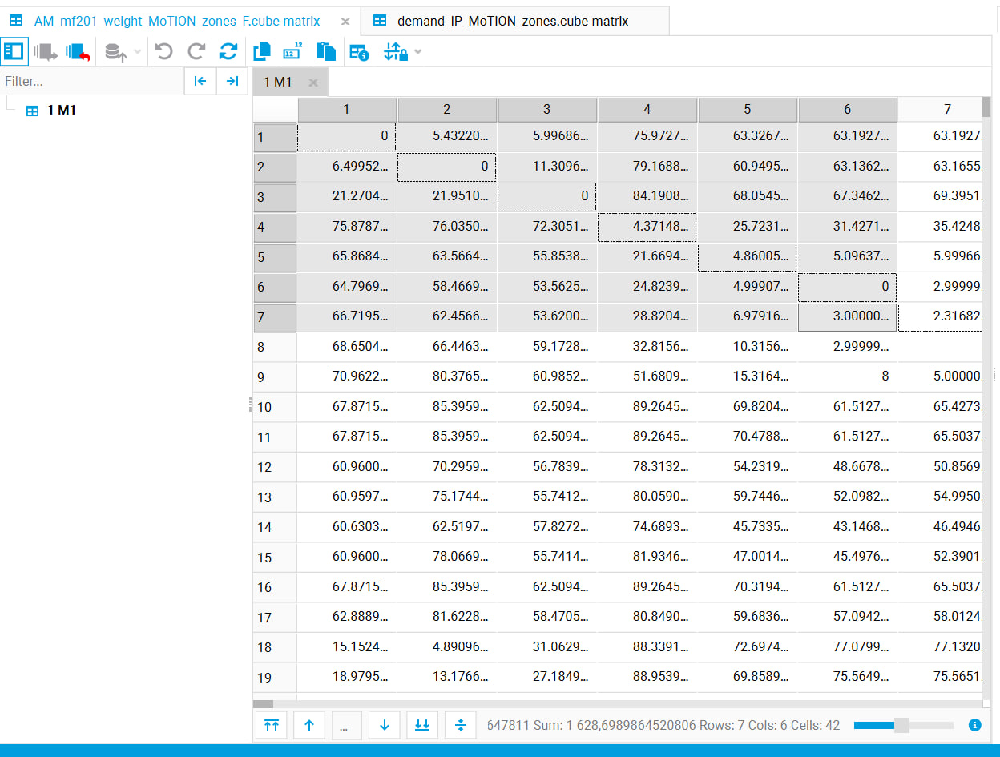 AM_mf201_weight_MoTiON_zones_F.cube-matrix × demand_IP_MoTiON_zones.cube-matrix
12 12
Filter...
1 M1 ×
1 M1
1 2 3 4 5 6 7
1 0 5.43220... 5.99686... 75.9727... 63.3267... 63.1927... 63.1927.
2 6.49952... 0 11.3096... 79.1688... 60.9495... 63.1362... 63.1655.
3 21.2704... 21.9510... 0 84.1908... 68.0545... 67.3462... 69.3951.
4 75.8787... 76.0350... 72.3051... 4.37148... 25.7231... 31.4271... 35.4248.
5 65.8684... 63.5664... 55.8538... 21.6694... 4.86005... 5.09637... 5.99966.
6 64.7969... 58.4669... 53.5625... 24.8239... 4.99907... 0 2.99999.
7 66.7195... 62.4566... 53.6200... 28.8204... 6.97916... 3.00000... 2.31682.
8 68.6504... 66.4463... 59.1728... 32.8156... 10.3156... 2.99999...
9 70.9622... 80.3765... 60.9852... 51.6809... 15.3164... 8 5.00000.
10 67.8715... 85.3959... 62.5094... 89.2645... 69.8204... 61.5127... 65.4273.
11 67.8715... 85.3959... 62.5094... 89.2645... 70.4788... 61.5127... 65.5037.
12 60.9600... 70.2959... 56.7839... 78.3132... 54.2319... 48.6678... 50.8569.
13 60.9597... 75.1744... 55.7412... 80.0590... 59.7446... 52.0982... 54.9950.
14 60.6303... 62.5197... 57.8272... 74.6893... 45.7335... 43.1468... 46.4946.
15 60.9600... 78.0669... 55.7414... 81.9346... 47.0014... 45.4976... 52.3901.
16 67.8715... 85.3959... 62.5094... 89.2645... 70.3194... 61.5127... 65.5037.
17 62.8889... 81.6228... 58.4705... 80.8490... 59.6836... 57.0942... 58.0124.
18 15.1524... 4.89096... 31.0629... 88.3391... 72.6974... 77.0799... 77.1320.
19 18.9795... 13.1766... 27.1849... 88.9539... 69.8589... 75.5649... 75.5651.
... 647811 Sum: 1 628,6989864520806 Rows: 7 Cols: 6 Cells: 42